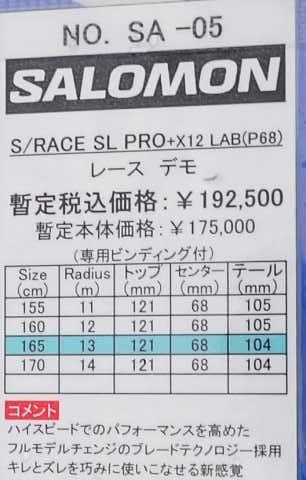 NO. SA -05
SALOMON
S/RACE SL PRO+X12 LAB(P68)
レース デモ
暫定税込価格:￥192,500
暫定本体価格:￥175,000
(専用ビンディング付)
Size (cm) Radius (m) トップ (mm) センター (mm) テール (mm)
155 11 121 68 105
160 12 121 68 105
165 13 121 68 104
170 14 121 68 104
コメント
ハイスピードでのパフォーマンスを高めた
フルモデルチェンジのブレードテクノロジー採用
キレとズレを巧みに使いこなせる新感覚